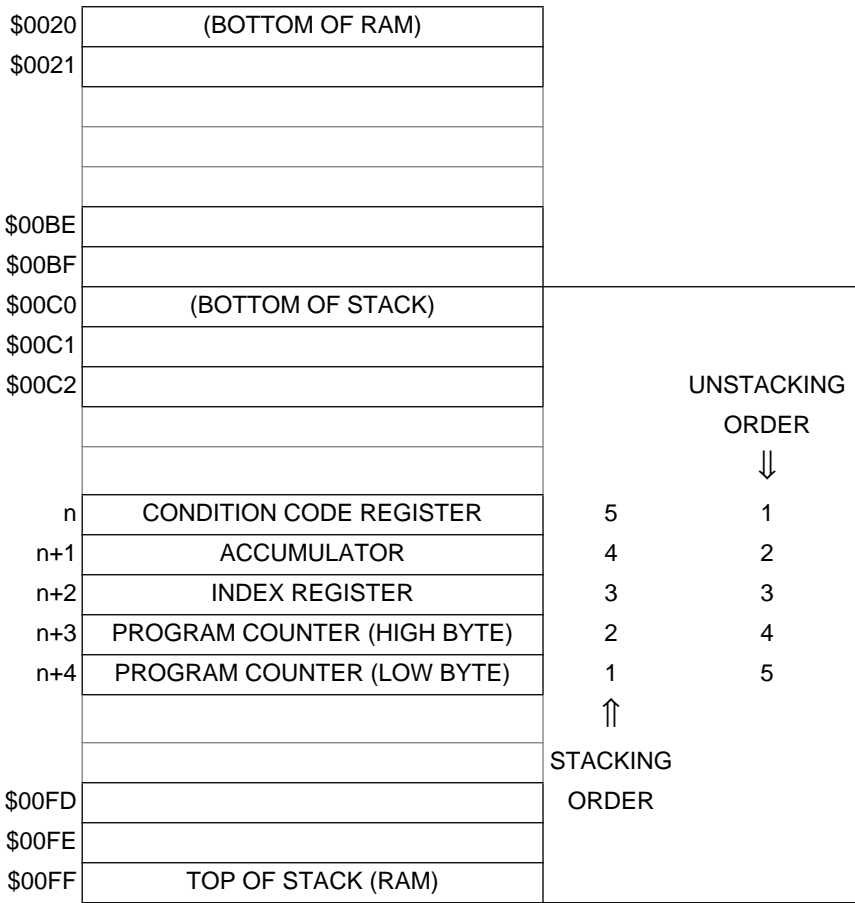 $0020 (BOTTOM OF RAM)
$0021
$00BE
$00BF
$00C0 (BOTTOM OF STACK)
$00C1
$00C2 UNSTACKING
ORDER
⇓
n CONDITION CODE REGISTER 5 1
n+1 ACCUMULATOR 4 2
n+2 INDEX REGISTER 3 3
n+3 PROGRAM COUNTER (HIGH BYTE) 2 4
n+4 PROGRAM COUNTER (LOW BYTE) 1 5
⇑
STACKING
$00FD ORDER
$00FE
$00FF TOP OF STACK (RAM)